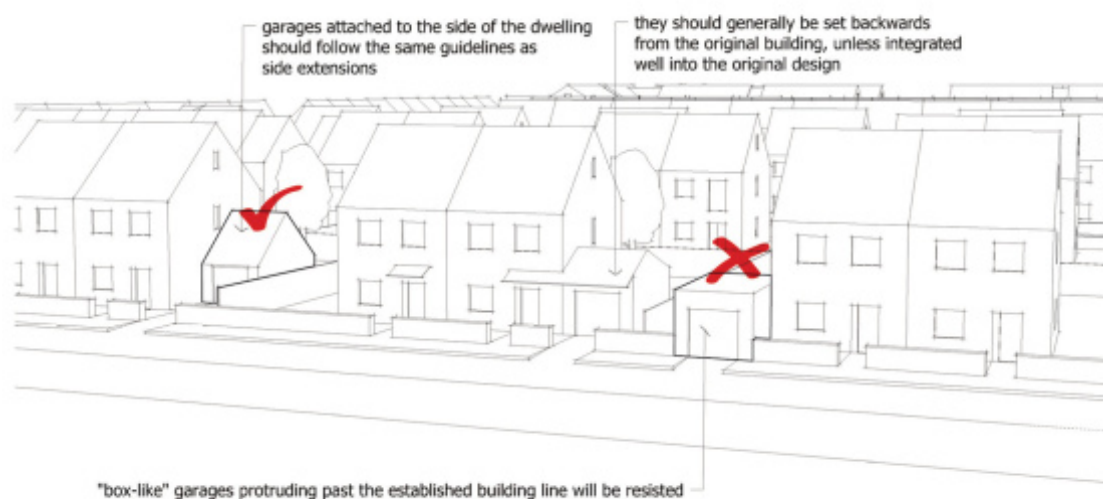 garages attached to the side of the dwelling
should follow the same guidelines as
side extensions
they should generally be set backwards
from the original building, unless integrated
well into the original design
"box-like" garages protruding past the established building line will be resisted